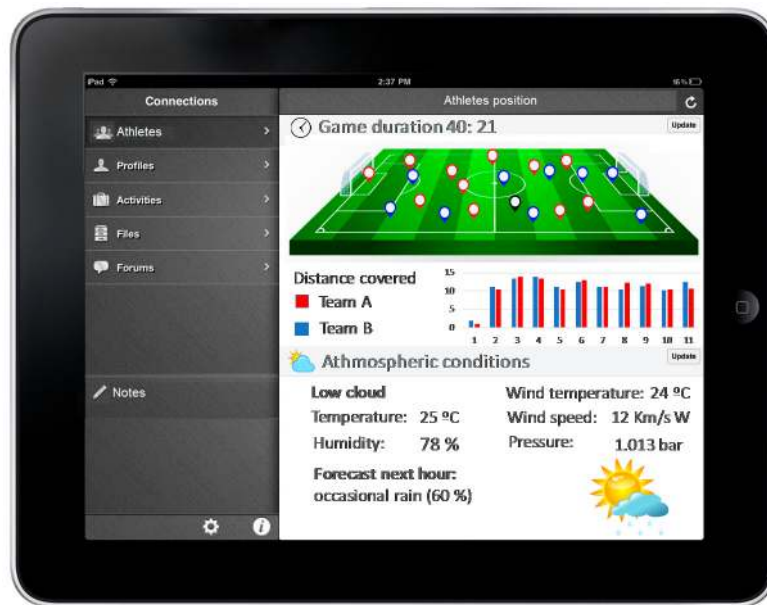 iPad 2:37 PM 16 %
Connections
Athletes position
Athletes
Profiles
Activities
Files
Forums
Notes
Game duration 40: 21
Update
Distance covered
Team A
Team B
15
10
5
0
1 2 3 4 5 6 7 8 9 10 11
Athmospheric conditions
Update
Low cloud
Temperature: 25 ºC
Humidity: 78 %
Wind temperature: 24 ºC
Wind speed: 12 Km/s W
Pressure: 1.013 bar
Forecast next hour:
occasional rain (60 %)